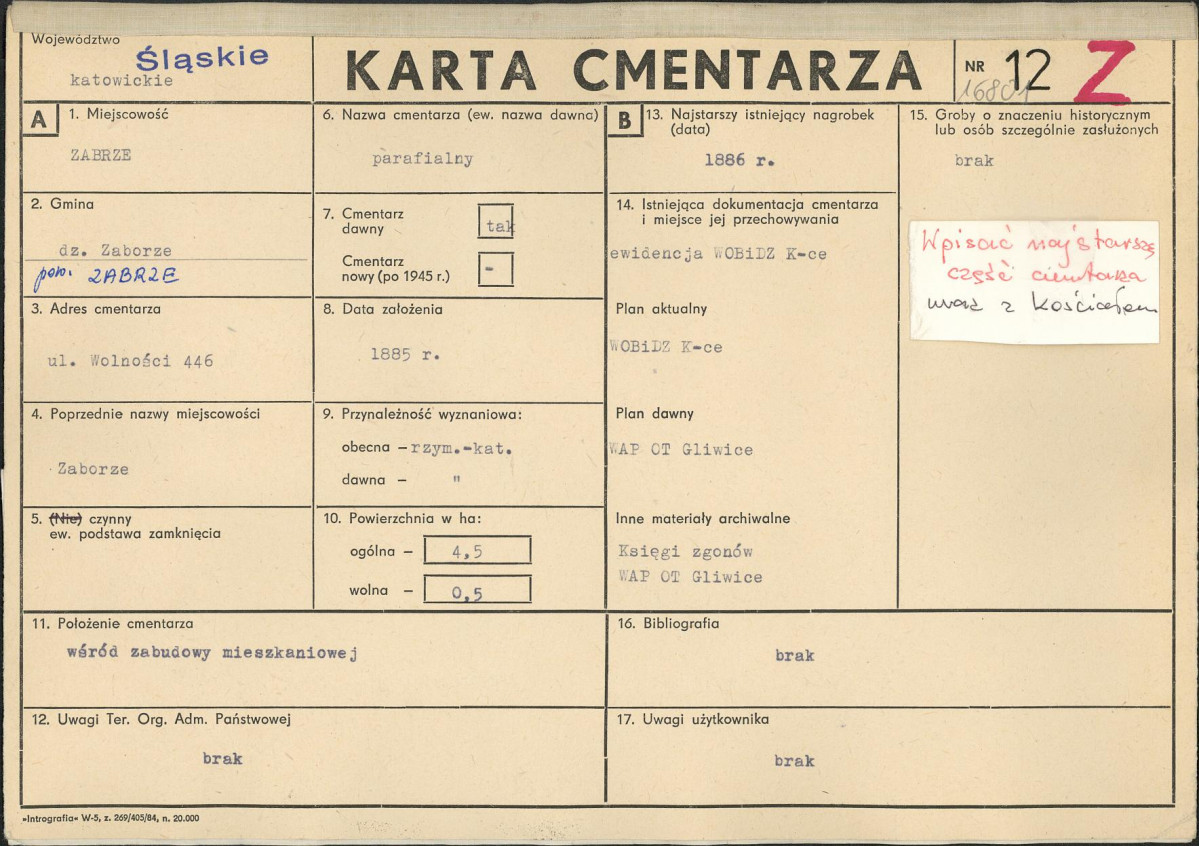 Województwo
Śląskie
katowickie
KARTA CMENTARZA
NR 12 Z
16801
A
1. Miejscowość
ZABRZE
2. Gmina
dz. Zaborze
pow. ZABRZE
3. Adres cmentarza
ul. Wolności 446
4. Poprzednie nazwy miejscowości
Zaborze
5. (Nie) czynny
ew. podstawa zamknięcia
6. Nazwa cmentarza (ew. nazwa dawna)
parafialny
7. Cmentarz
dawny
tak
Cmentarz
nowy (po 1945 r.)
-
8. Data założenia
1885 r.
9. Przynależność wyznaniowa:
obecna – rzym.-kat.
dawna – "
10. Powierzchnia w ha:
ogólna – 4,5
wolna – 0,5
11. Położenie cmentarza
wśród zabudowy mieszkaniowej
12. Uwagi Ter. Org. Adm. Państwowej
brak
B
13. Najstarszy istniejący nagrobek
(data)
1886 r.
14. Istniejąca dokumentacja cmentarza
i miejsce jej przechowywania
ewidencja WOBiDZ K-ce
Plan aktualny
WOBiDZ K-ce
Plan dawny
WAP OT Gliwice
Inne materiały archiwalne
Księgi zgonów
WAP OT Gliwice
15. Groby o znaczeniu historycznym
lub osób szczególnie zasłużonych
brak
Wpisać najstarszą
część cmentarza
wraz z Kościołem
16. Bibliografia
brak
17. Uwagi użytkownika
brak
»Intrografia« W-5, z. 269/405/84, n. 20.000